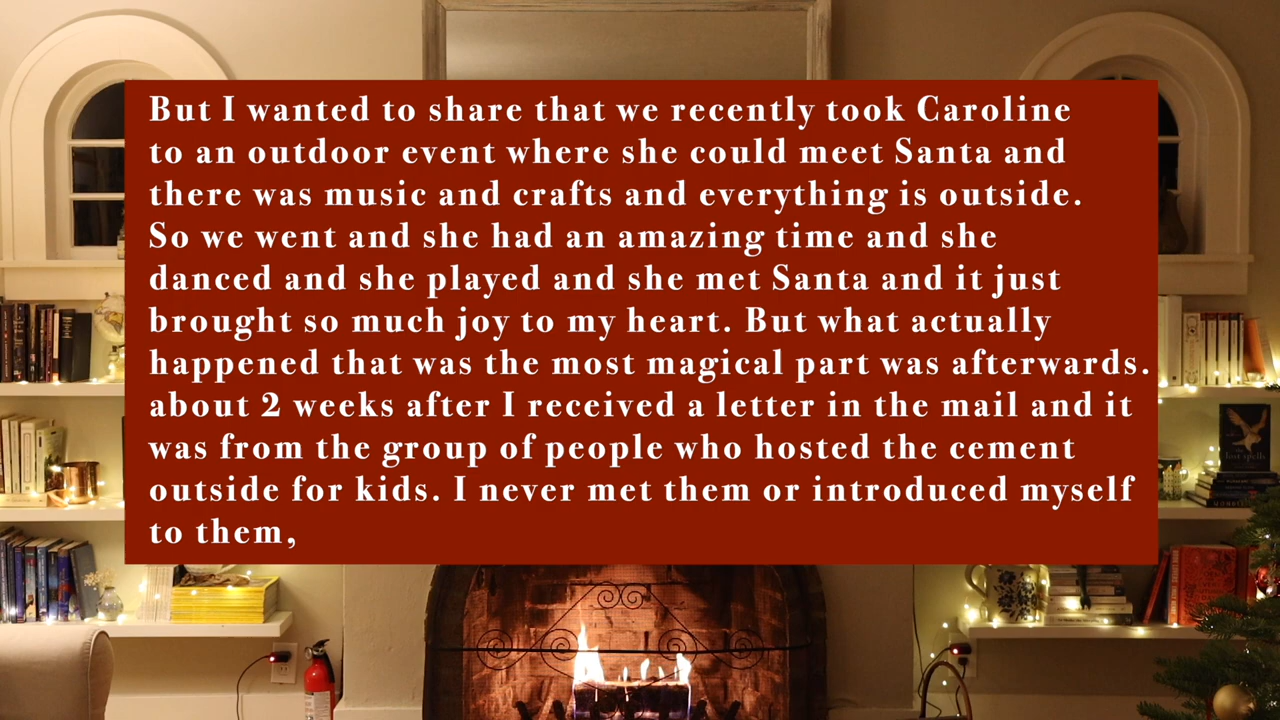 But I wanted to share that we recently took Caroline
to an outdoor event where she could meet Santa and
there was music and crafts and everything is outside.
So we went and she had an amazing time and she
danced and she played and she met Santa and it just
brought so much joy to my heart. But what actually
happened that was the most magical part was afterwards.
about 2 weeks after I received a letter in the mail and it
was from the group of people who hosted the cement
outside for kids. I never met them or introduced myself
to them,
the lost spells